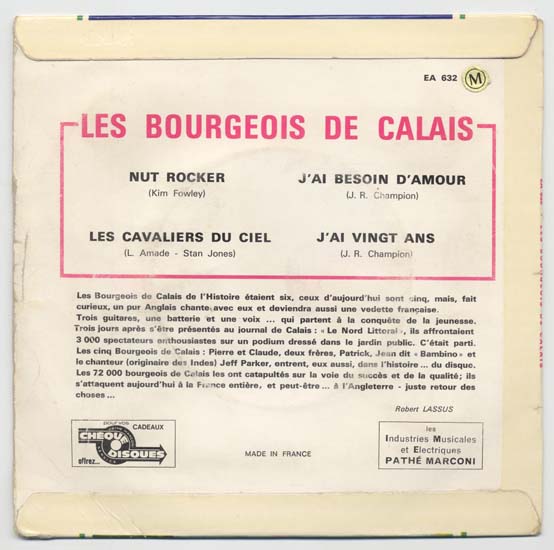 EA 632 M
LES BOURGEOIS DE CALAIS
NUT ROCKER
(Kim Fowley)
J'AI BESOIN D'AMOUR
(J. R. Champion)
LES CAVALIERS DU CIEL
(L. Amade - Stan Jones)
J'AI VINGT ANS
(J. R. Champion)
Les Bourgeois de Calais de l'Histoire étaient six, ceux d'aujourd'hui sont cinq, mais, fait
curieux, un pur Anglais chante avec eux et deviendra aussi une vedette française.
Trois guitares, une batterie et une voix ... qui partent à la conquête de la jeunesse.
Trois jours après s'être présentés au journal de Calais : « Le Nord Littoral », ils affrontaient
3 000 spectateurs enthousiastes sur un podium dressé dans le jardin public. C'était parti.
Les cinq Bourgeois de Calais : Pierre et Claude, deux frères, Patrick, Jean dit « Bambino » et
le chanteur (originaire des Indes) Jeff Parker, entrent, eux aussi, dans l'histoire ... du disque.
Les 72 000 bourgeois de Calais les ont catapultés sur la voie du succès et de la qualité; ils
s'attaquent aujourd'hui à la France entière, et peut-être ... à l'Angleterre - juste retour des
choses ...
Robert LASSUS
pour vos CADEAUX
CHEQUE
DISQUES
offrez...
MADE IN FRANCE
les
Industries Musicales
et Electriques
PATHÉ MARCONI